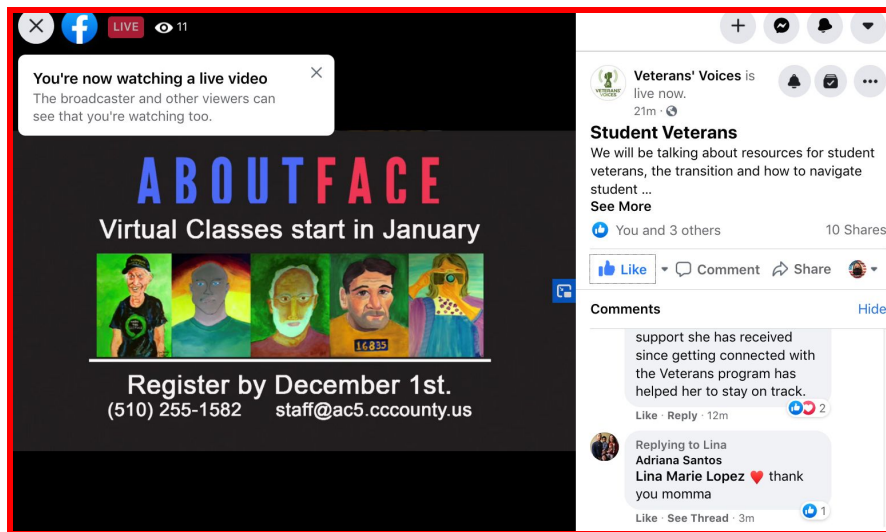 LIVE
11
You're now watching a live video
The broadcaster and other viewers can
see that you're watching too.
ABOUTFACE
Virtual Classes start in January
16835
Register by December 1st.
(510) 255-1582 staff@ac5.cccounty.us
VETERANS'
VOICES
Veterans' Voices is
live now.
21m ·
Student Veterans
We will be talking about resources for student
veterans, the transition and how to navigate
student ...
See More
You and 3 others 10 Shares
Like Comment Share
Comments Hide
support she has received
since getting connected with
the Veterans program has
helped her to stay on track.
Like · Reply · 12m 2
Replying to Lina
Adriana Santos
Lina Marie Lopez ❤️ thank
you momma
Like · See Thread · 3m 1